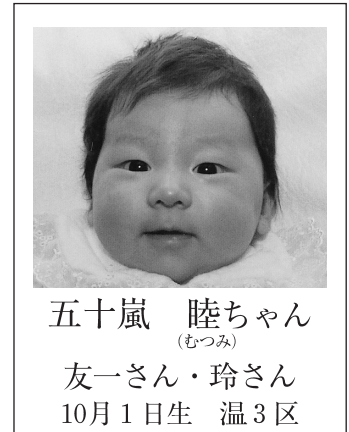 五十嵐　睦ちゃん
（むつみ）
友一さん・玲さん
10月１日生　温３区